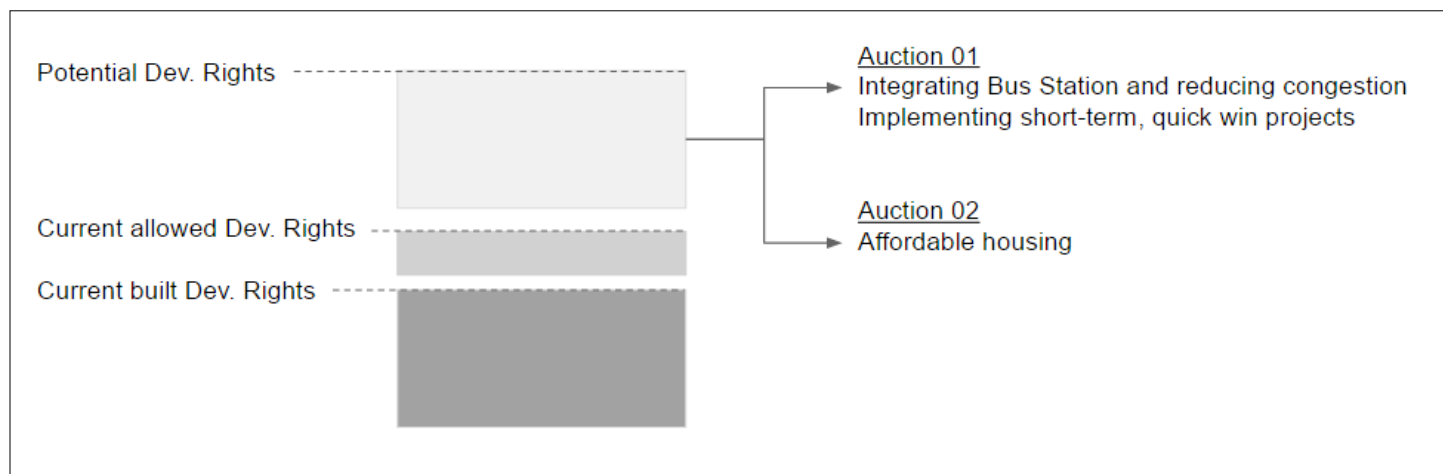 Potential Dev. Rights
Current allowed Dev. Rights
Current built Dev. Rights
Auction 01
Integrating Bus Station and reducing congestion
Implementing short-term, quick win projects
Auction 02
Affordable housing